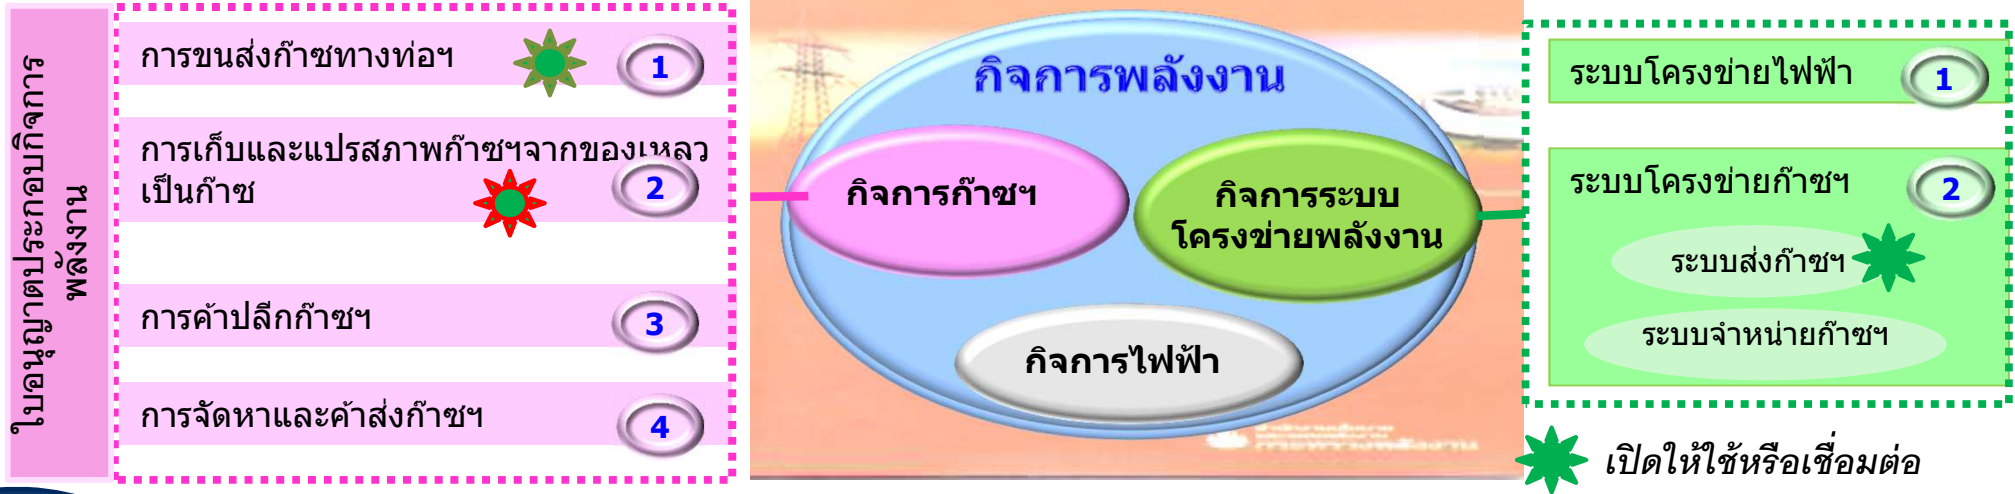 ใบอนุญาตประกอบกิจการ
พลังงาน
การขนส่งก๊าซทางท่อฯ
1
การเก็บและแปรสภาพก๊าซฯจากของเหลว
เป็นก๊าซ
2
การค้าปลีกก๊าซฯ
3
การจัดหาและค้าส่งก๊าซฯ
4
กิจการพลังงาน
กิจการก๊าซฯ
กิจการระบบ
โครงข่ายพลังงาน
กิจการไฟฟ้า
ระบบโครงข่ายไฟฟ้า
1
ระบบโครงข่ายก๊าซฯ
2
ระบบส่งก๊าซฯ
ระบบจำหน่ายก๊าซฯ
เปิดให้ใช้หรือเชื่อมต่อ